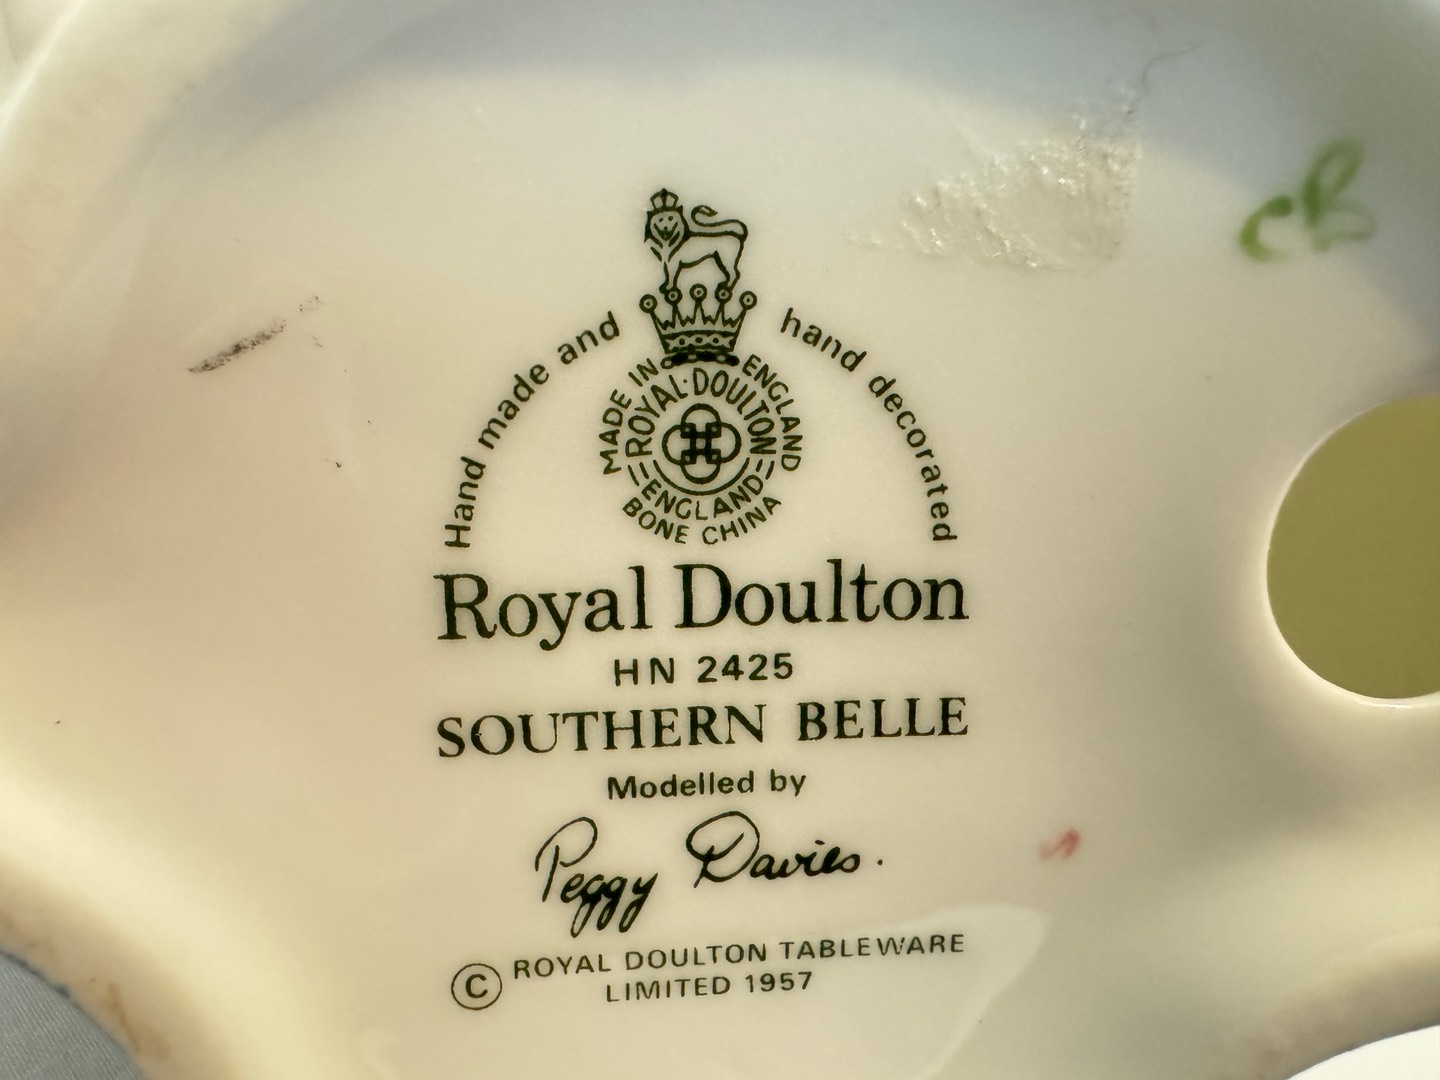 Hand made and hand decorated
MADE IN ENGLAND
ROYAL·DOULTON
ENGLAND
BONE CHINA
Royal Doulton
HN 2425
SOUTHERN BELLE
Modelled by
Peggy Davies.
© ROYAL DOULTON TABLEWARE
LIMITED 1957